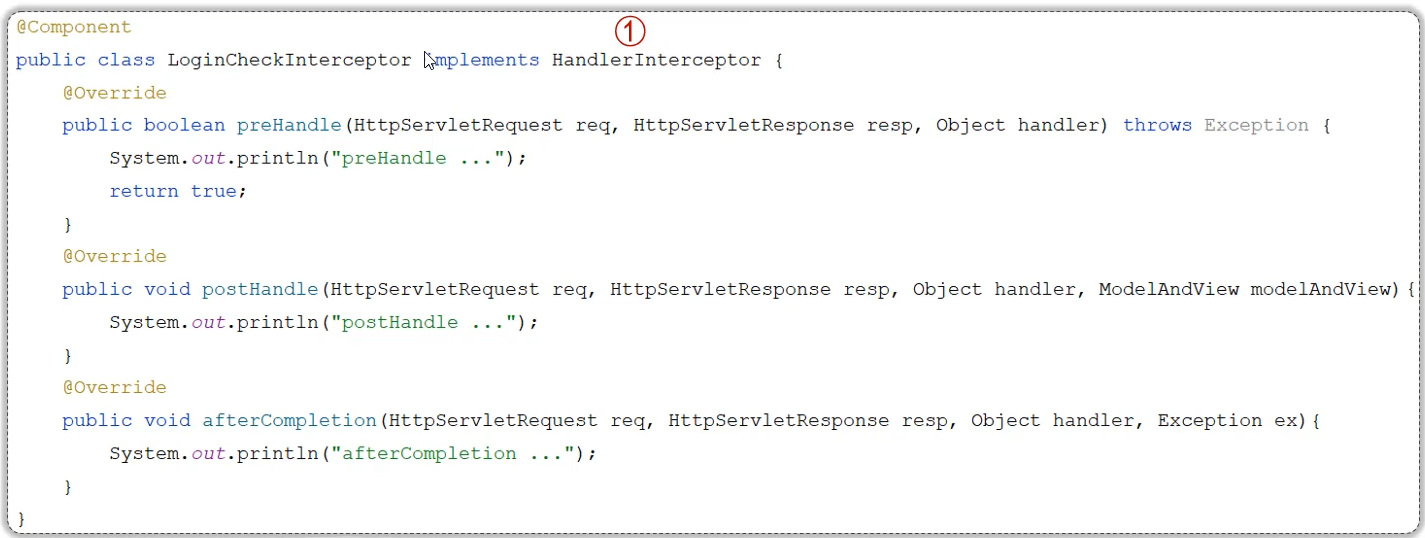 @Component
①
public class LoginCheckInterceptor implements HandlerInterceptor {
@Override
public boolean preHandle(HttpServletRequest req, HttpServletResponse resp, Object handler) throws Exception {
System.out.println("preHandle ...");
return true;
}
@Override
public void postHandle(HttpServletRequest req, HttpServletResponse resp, Object handler, ModelAndView modelAndView){
System.out.println("postHandle ...");
}
@Override
public void afterCompletion(HttpServletRequest req, HttpServletResponse resp, Object handler, Exception ex){
System.out.println("afterCompletion ...");
}
}